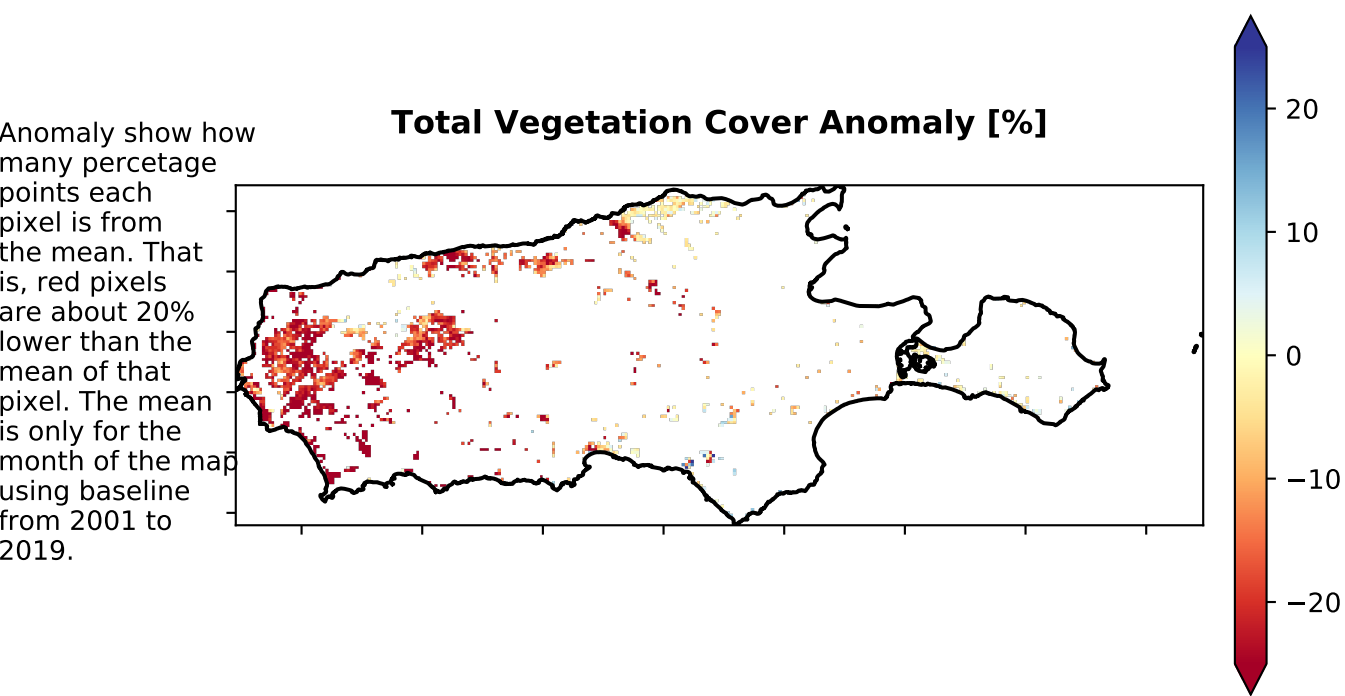 Total Vegetation Cover Anomaly [%]
Anomaly show how
many percetage
points each
pixel is from
the mean. That
is, red pixels
are about 20%
lower than the
mean of that
pixel. The mean
is only for the
month of the map
using baseline
from 2001 to
2019.
20
10
0
−10
−20